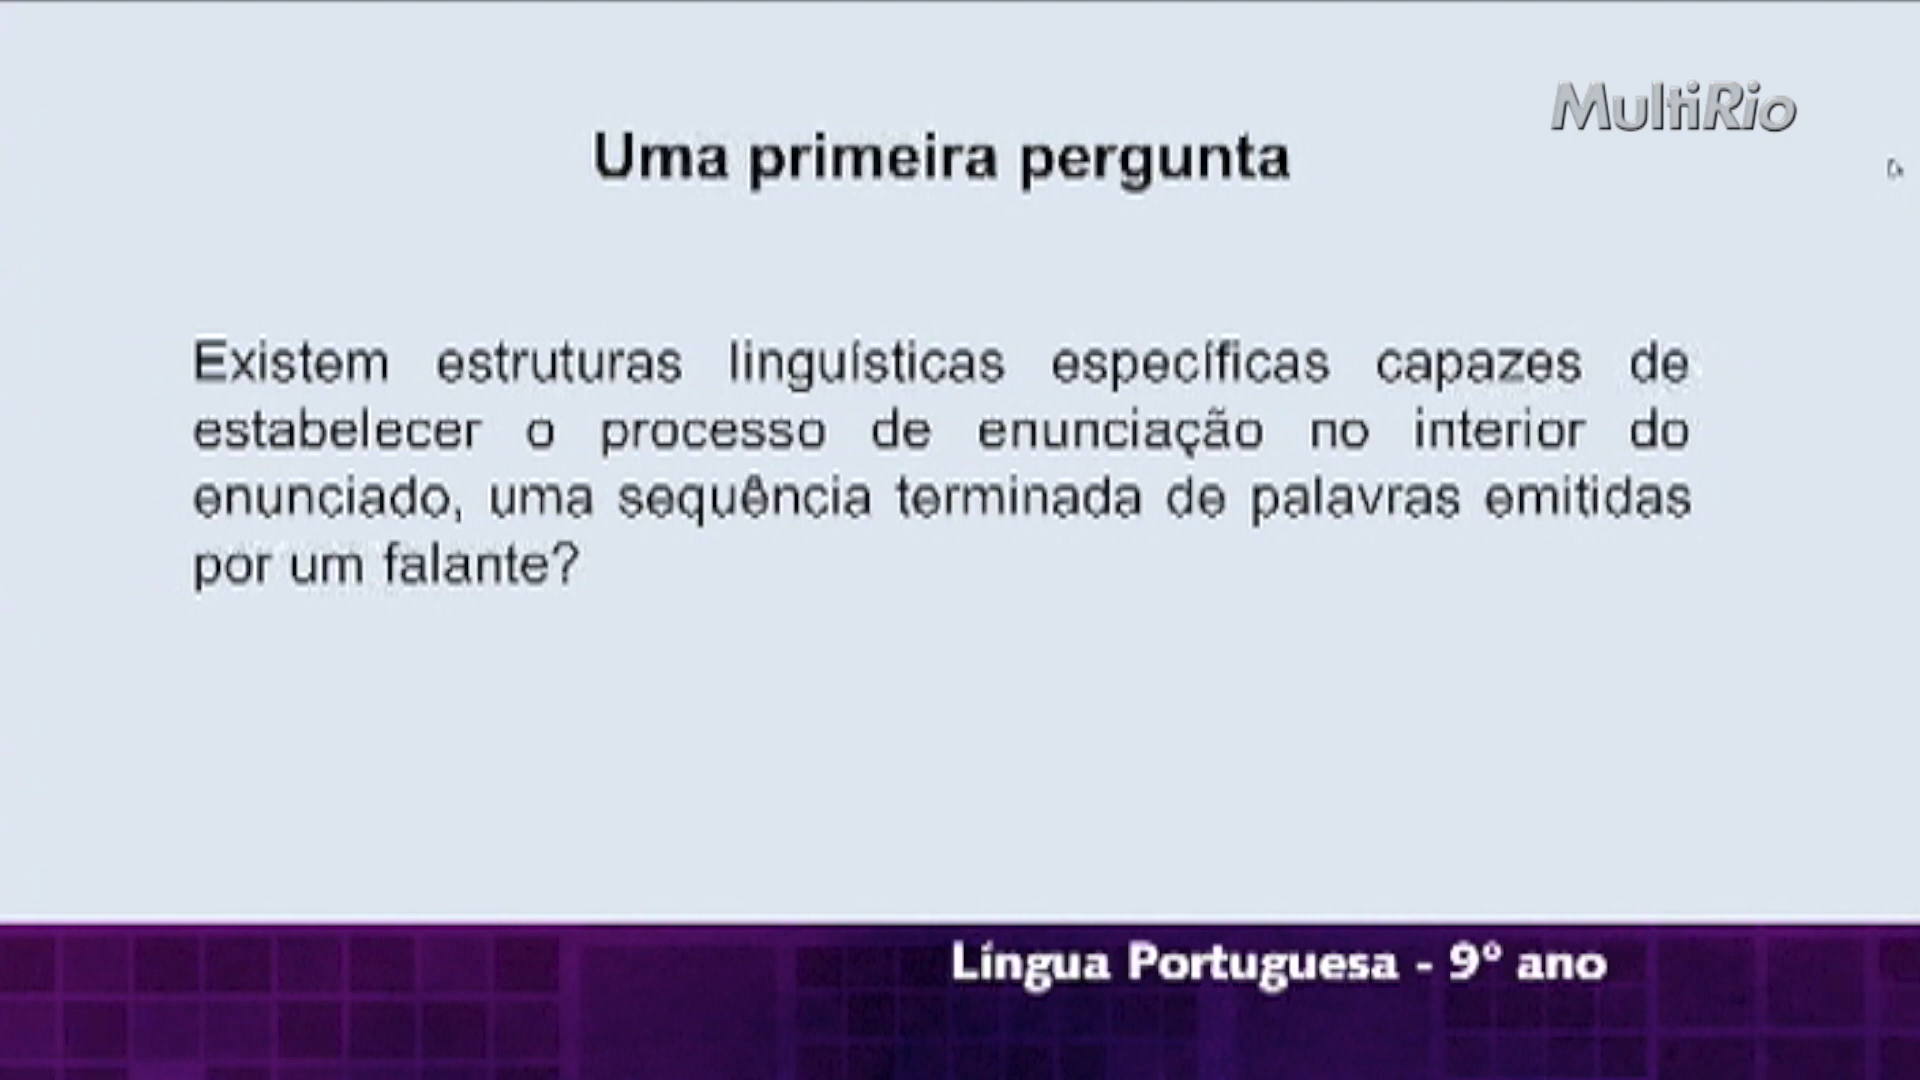 MultiRio
Uma primeira pergunta
Existem estruturas linguísticas específicas capazes de
estabelecer o processo de enunciação no interior do
enunciado, uma sequência terminada de palavras emitidas
por um falante?
Língua Portuguesa - 9º ano